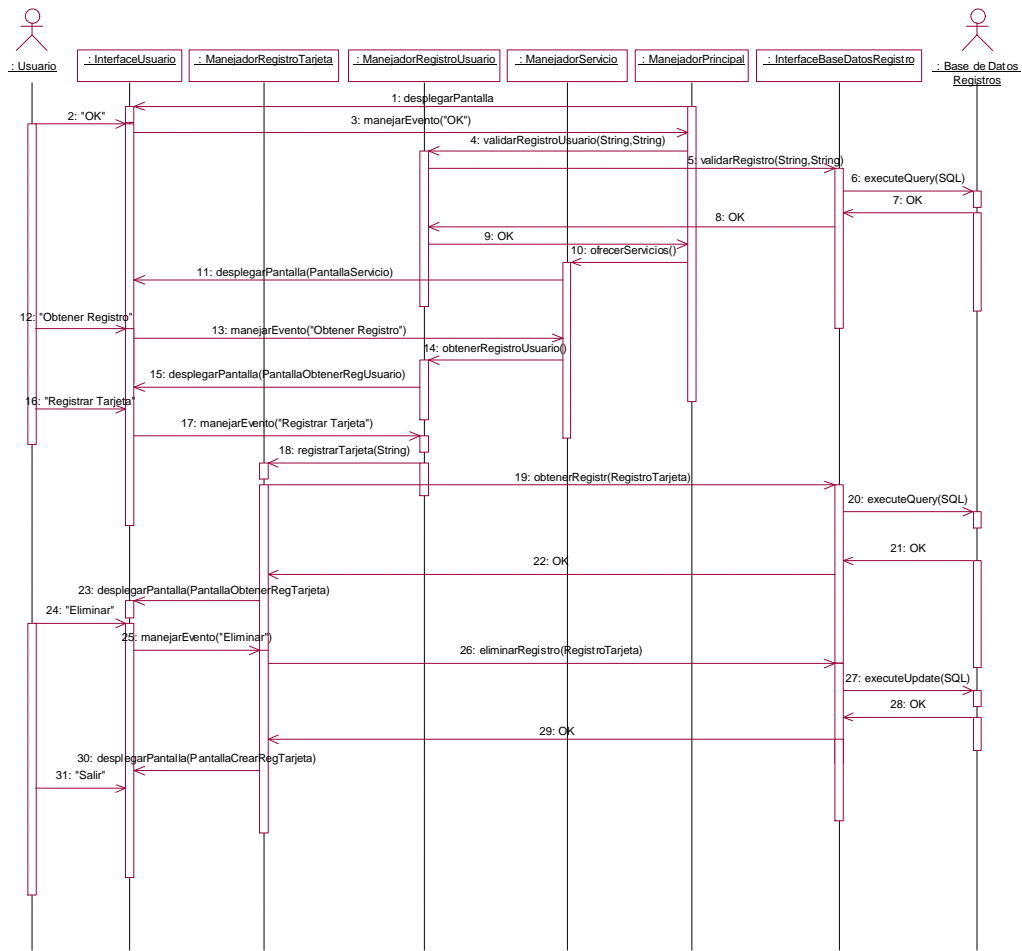 : Usuario
: InterfaceUsuario
: ManejadorRegistroTarjeta
: ManejadorRegistroUsuario
: ManejadorServicio
: ManejadorPrincipal
: InterfaceBaseDatosRegistro
: Base de Datos
Registros
1: desplegarPantalla
2: "OK"
3: manejarEvento("OK")
4: validarRegistroUsuario(String,String)
5: validarRegistro(String,String)
6: executeQuery(SQL)
7: OK
8: OK
9: OK
10: ofrecerServicios()
11: desplegarPantalla(PantallaServicio)
12: "Obtener Registro"
13: manejarEvento("Obtener Registro")
14: obtenerRegistroUsuario()
15: desplegarPantalla(PantallaObtenerRegUsuario)
16: "Registrar Tarjeta"
17: manejarEvento("Registrar Tarjeta")
18: registrarTarjeta(String)
19: obtenerRegistr(RegistroTarjeta)
20: executeQuery(SQL)
21: OK
22: OK
23: desplegarPantalla(PantallaObtenerRegTarjeta)
24: "Eliminar"
25: manejarEvento("Eliminar")
26: eliminarRegistro(RegistroTarjeta)
27: executeUpdate(SQL)
28: OK
29: OK
30: desplegarPantalla(PantallaCrearRegTarjeta)
31: "Salir"